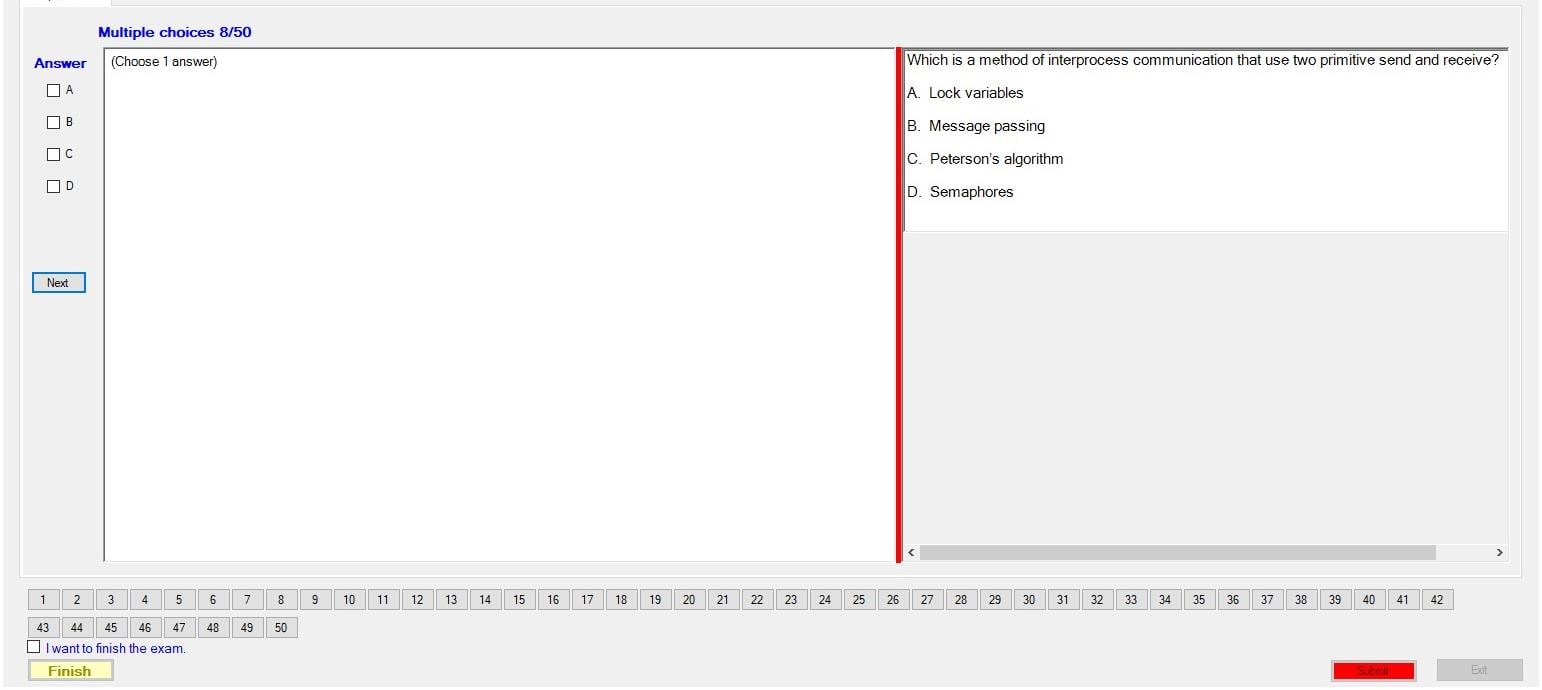 Multiple choices 8/50
Answer
(Choose 1 answer)
A
B
C
D
Next
Which is a method of interprocess communication that use two primitive send and receive?
A. Lock variables
B. Message passing
C. Peterson's algorithm
D. Semaphores
1 2 3 4 5 6 7 8 9 10 11 12 13 14 15 16 17 18 19 20 21 22 23 24 25 26 27 28 29 30 31 32 33 34 35 36 37 38 39 40 41 42
43 44 45 46 47 48 49 50
I want to finish the exam.
Finish
Submit
Exit